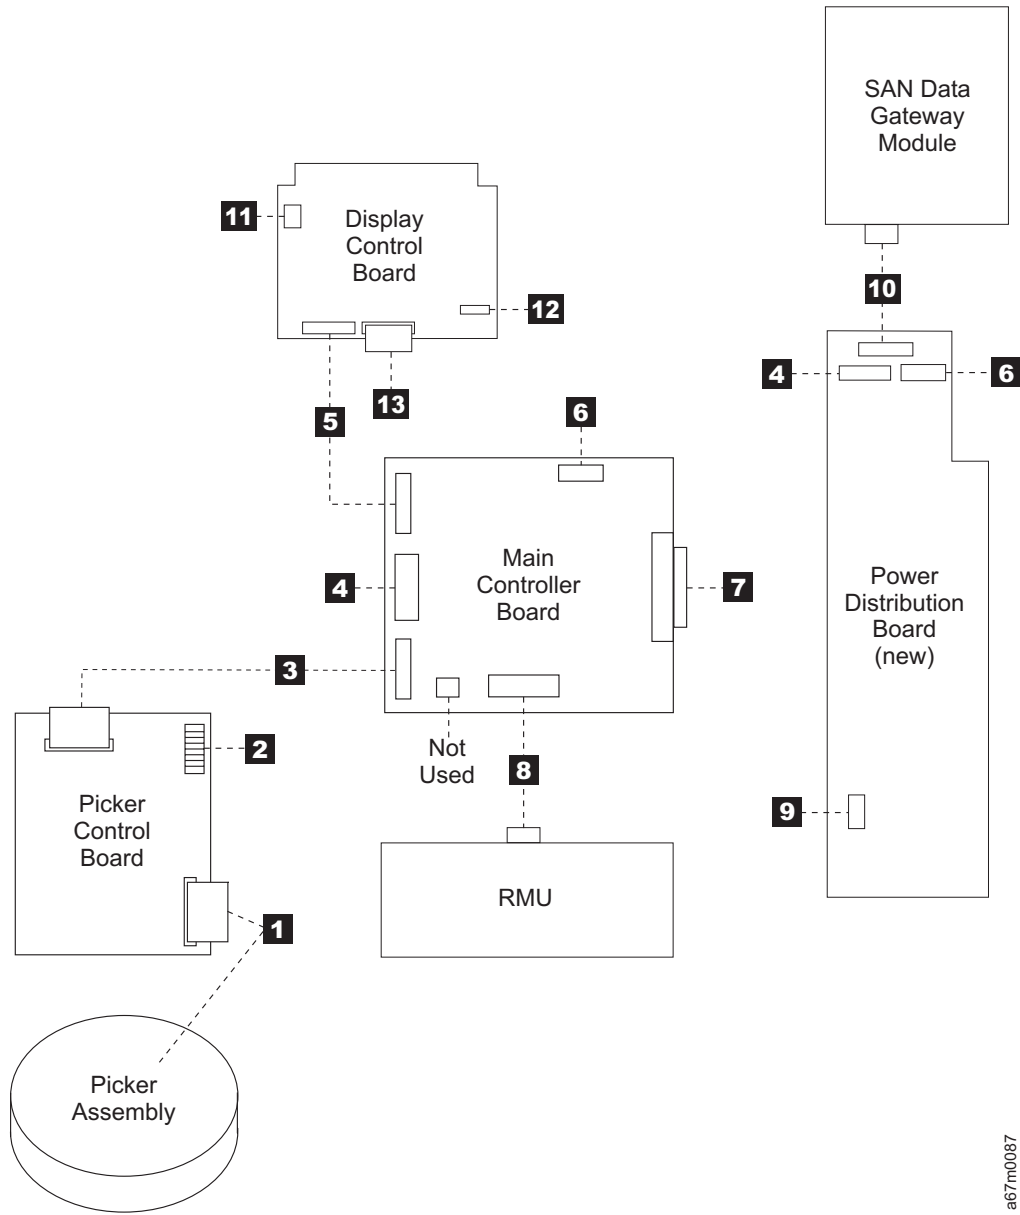 SAN Data
Gateway
Module
11
Display
Control
Board
12
10
4
6
13
5
6
Main
Controller
Board
4
7
Power
Distribution
Board
(new)
3
2
Not
Used
8
Picker
Control
Board
9
RMU
1
Picker
Assembly
a67m0087